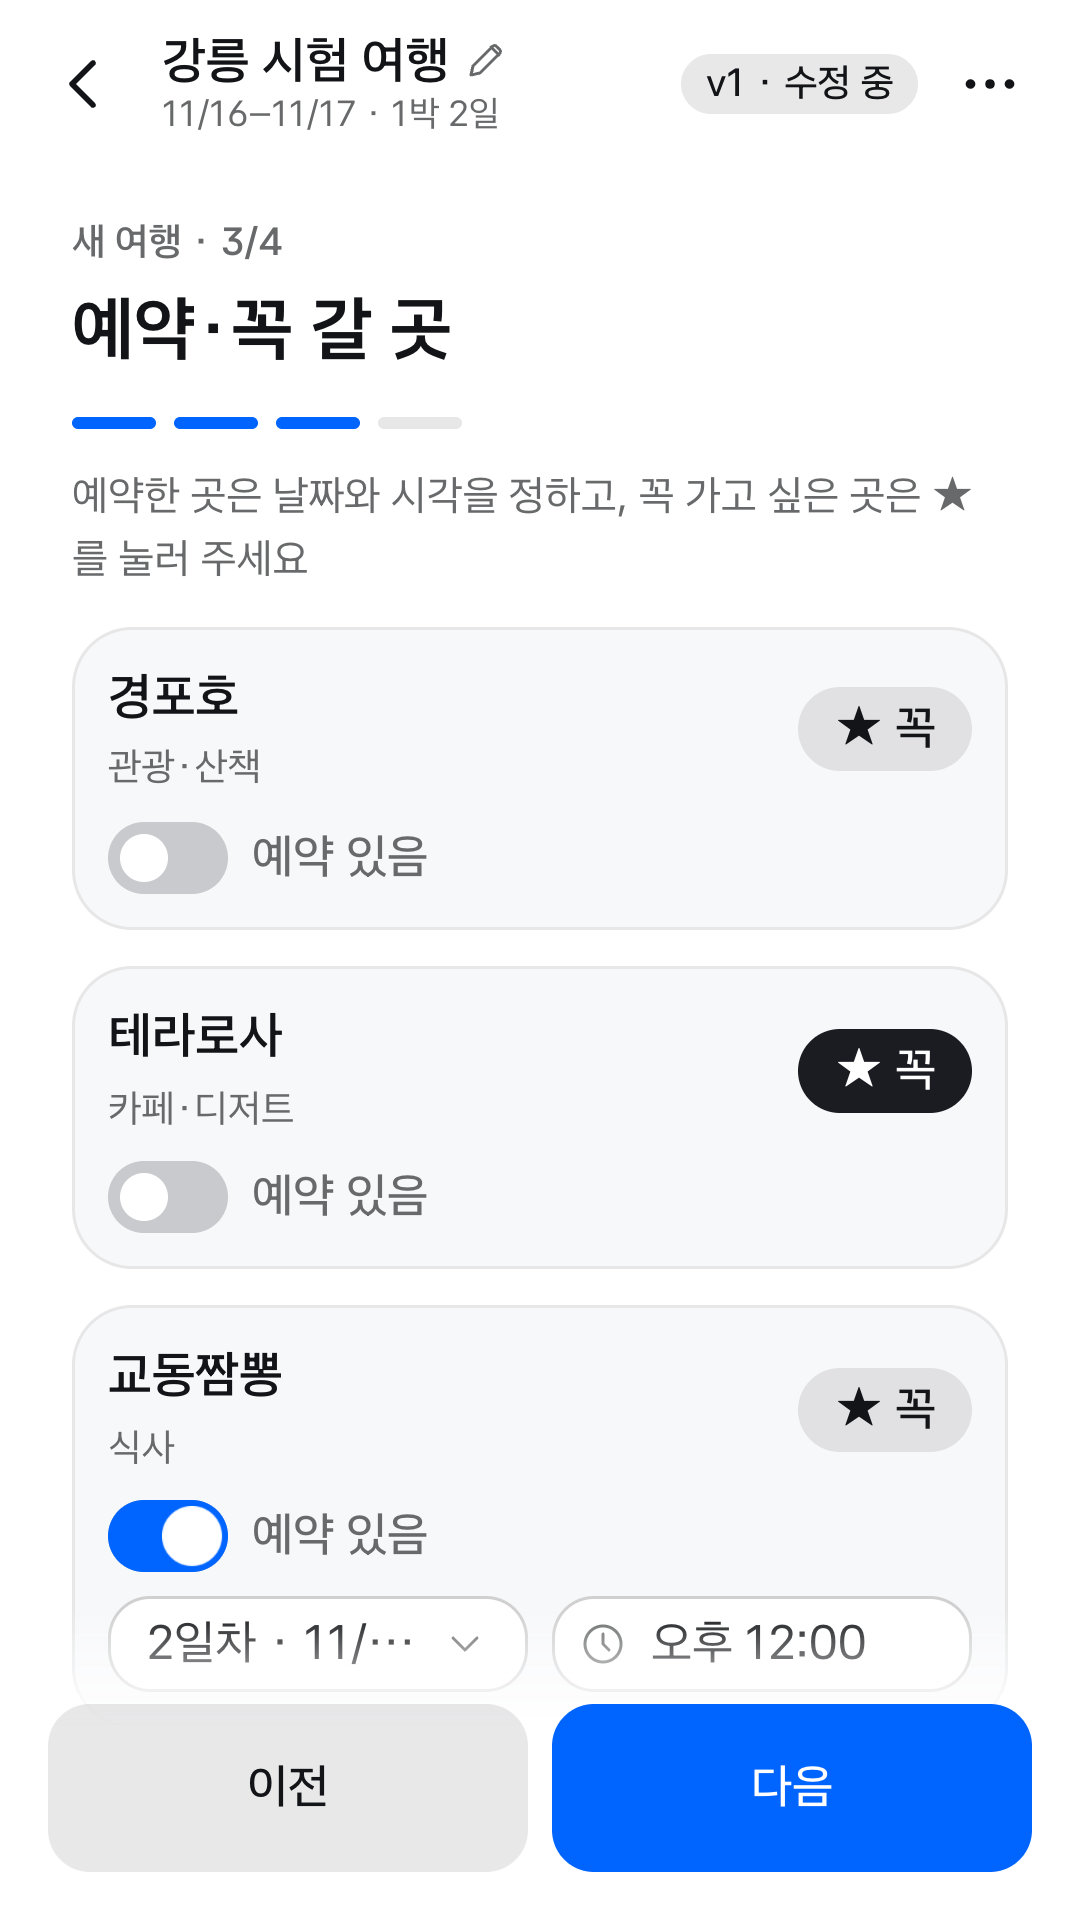 강릉 시험 여행
11/16–11/17 · 1박 2일
v1 · 수정 중
새 여행 · 3/4
예약·꼭 갈 곳
예약한 곳은 날짜와 시각을 정하고, 꼭 가고 싶은 곳은 ★
를 눌러 주세요
경포호
관광·산책
★ 꼭
예약 있음
테라로사
카페·디저트
★ 꼭
예약 있음
교동짬뽕
식사
★ 꼭
예약 있음
2일차 · 11/…
오후 12:00
이전
다음